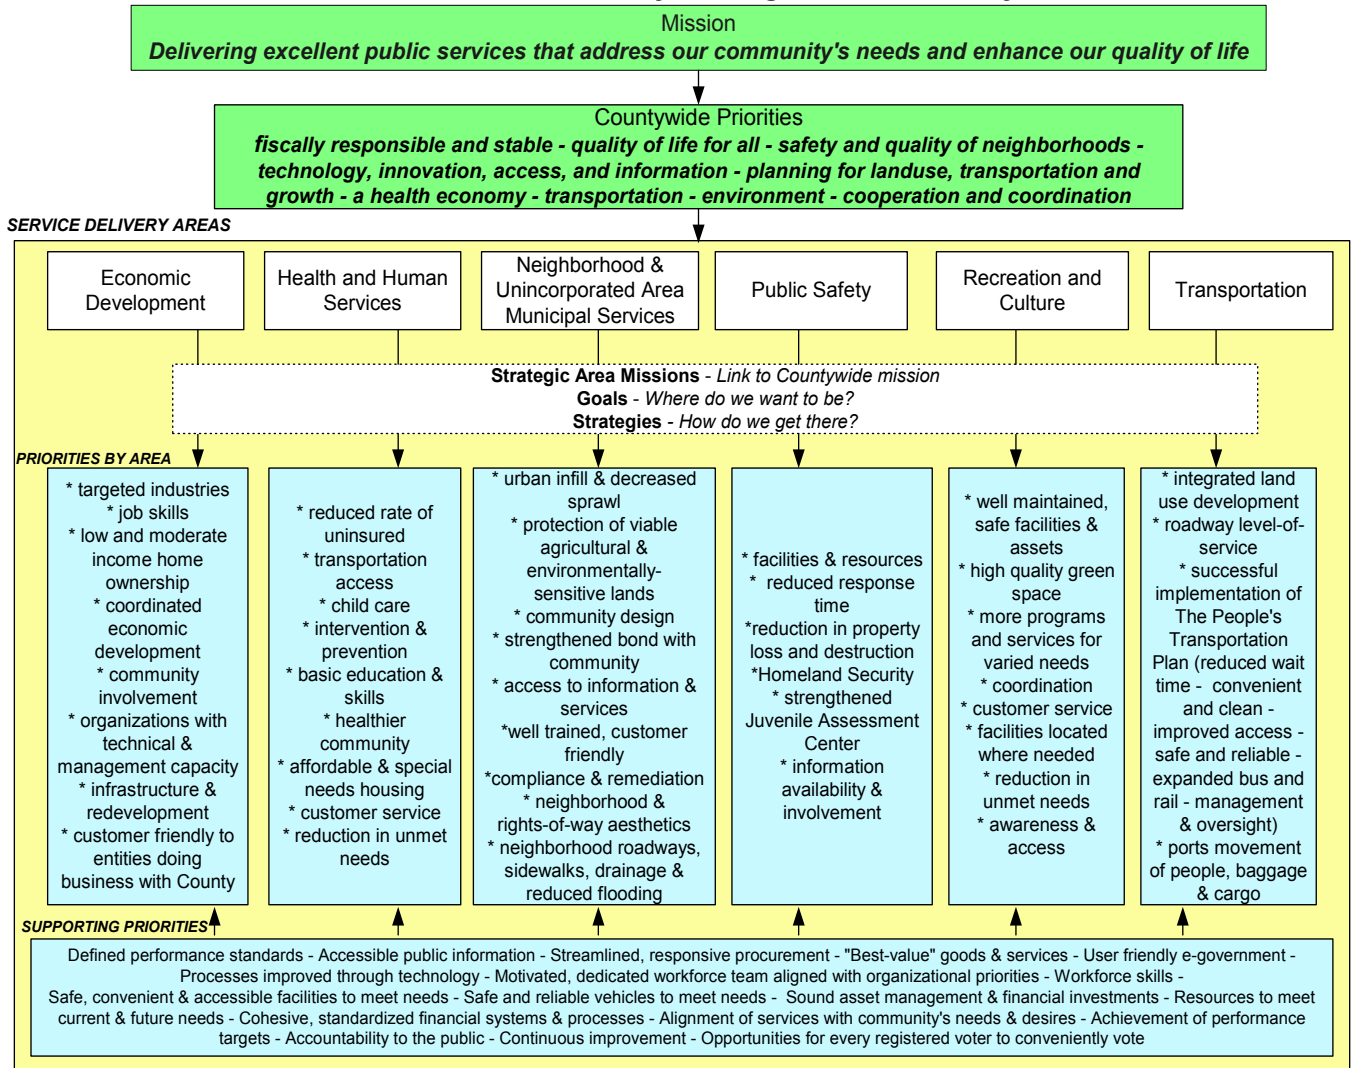 Mission
Delivering excellent public services that address our community's needs and enhance our quality of life
Countywide Priorities
fiscally responsible and stable - quality of life for all - safety and quality of neighborhoods -
technology, innovation, access, and information - planning for landuse, transportation and
growth - a health economy - transportation - environment - cooperation and coordination
SERVICE DELIVERY AREAS
Economic
Development
Health and Human
Services
Neighborhood &
Unincorporated Area
Municipal Services
Public Safety
Recreation and
Culture
Transportation
Strategic Area Missions - Link to Countywide mission
Goals - Where do we want to be?
Strategies - How do we get there?
PRIORITIES BY AREA
* targeted industries
* job skills
* low and moderate
income home
ownership
* coordinated
economic
development
* community
involvement
* organizations with
technical &
management capacity
* infrastructure &
redevelopment
* customer friendly to
entities doing
business with County
* reduced rate of
uninsured
* transportation
access
* child care
* intervention &
prevention
* basic education &
skills
* healthier
community
* affordable & special
needs housing
* customer service
* reduction in unmet
needs
* urban infill & decreased
sprawl
* protection of viable
agricultural &
environmentally-
sensitive lands
* community design
* strengthened bond with
community
* access to information &
services
*well trained, customer
friendly
*compliance & remediation
* neighborhood &
rights-of-way aesthetics
* neighborhood roadways,
sidewalks, drainage &
reduced flooding
* facilities & resources
* reduced response
time
*reduction in property
loss and destruction
*Homeland Security
* strengthened
Juvenile Assessment
Center
* information
availability &
involvement
* well maintained,
safe facilities &
assets
* high quality green
space
* more programs
and services for
varied needs
* coordination
* customer service
* facilities located
where needed
* reduction in
unmet needs
* awareness &
access
* integrated land
use development
* roadway level-of-
service
* successful
implementation of
The People's
Transportation
Plan (reduced wait
time - convenient
and clean -
improved access -
safe and reliable -
expanded bus and
rail - management
& oversight)
* ports movement
of people, baggage
& cargo
SUPPORTING PRIORITIES
Defined performance standards - Accessible public information - Streamlined, responsive procurement - "Best-value" goods & services - User friendly e-government -
Processes improved through technology - Motivated, dedicated workforce team aligned with organizational priorities - Workforce skills -
Safe, convenient & accessible facilities to meet needs - Safe and reliable vehicles to meet needs - Sound asset management & financial investments - Resources to meet
current & future needs - Cohesive, standardized financial systems & processes - Alignment of services with community's needs & desires - Achievement of performance
targets - Accountability to the public - Continuous improvement - Opportunities for every registered voter to conveniently vote